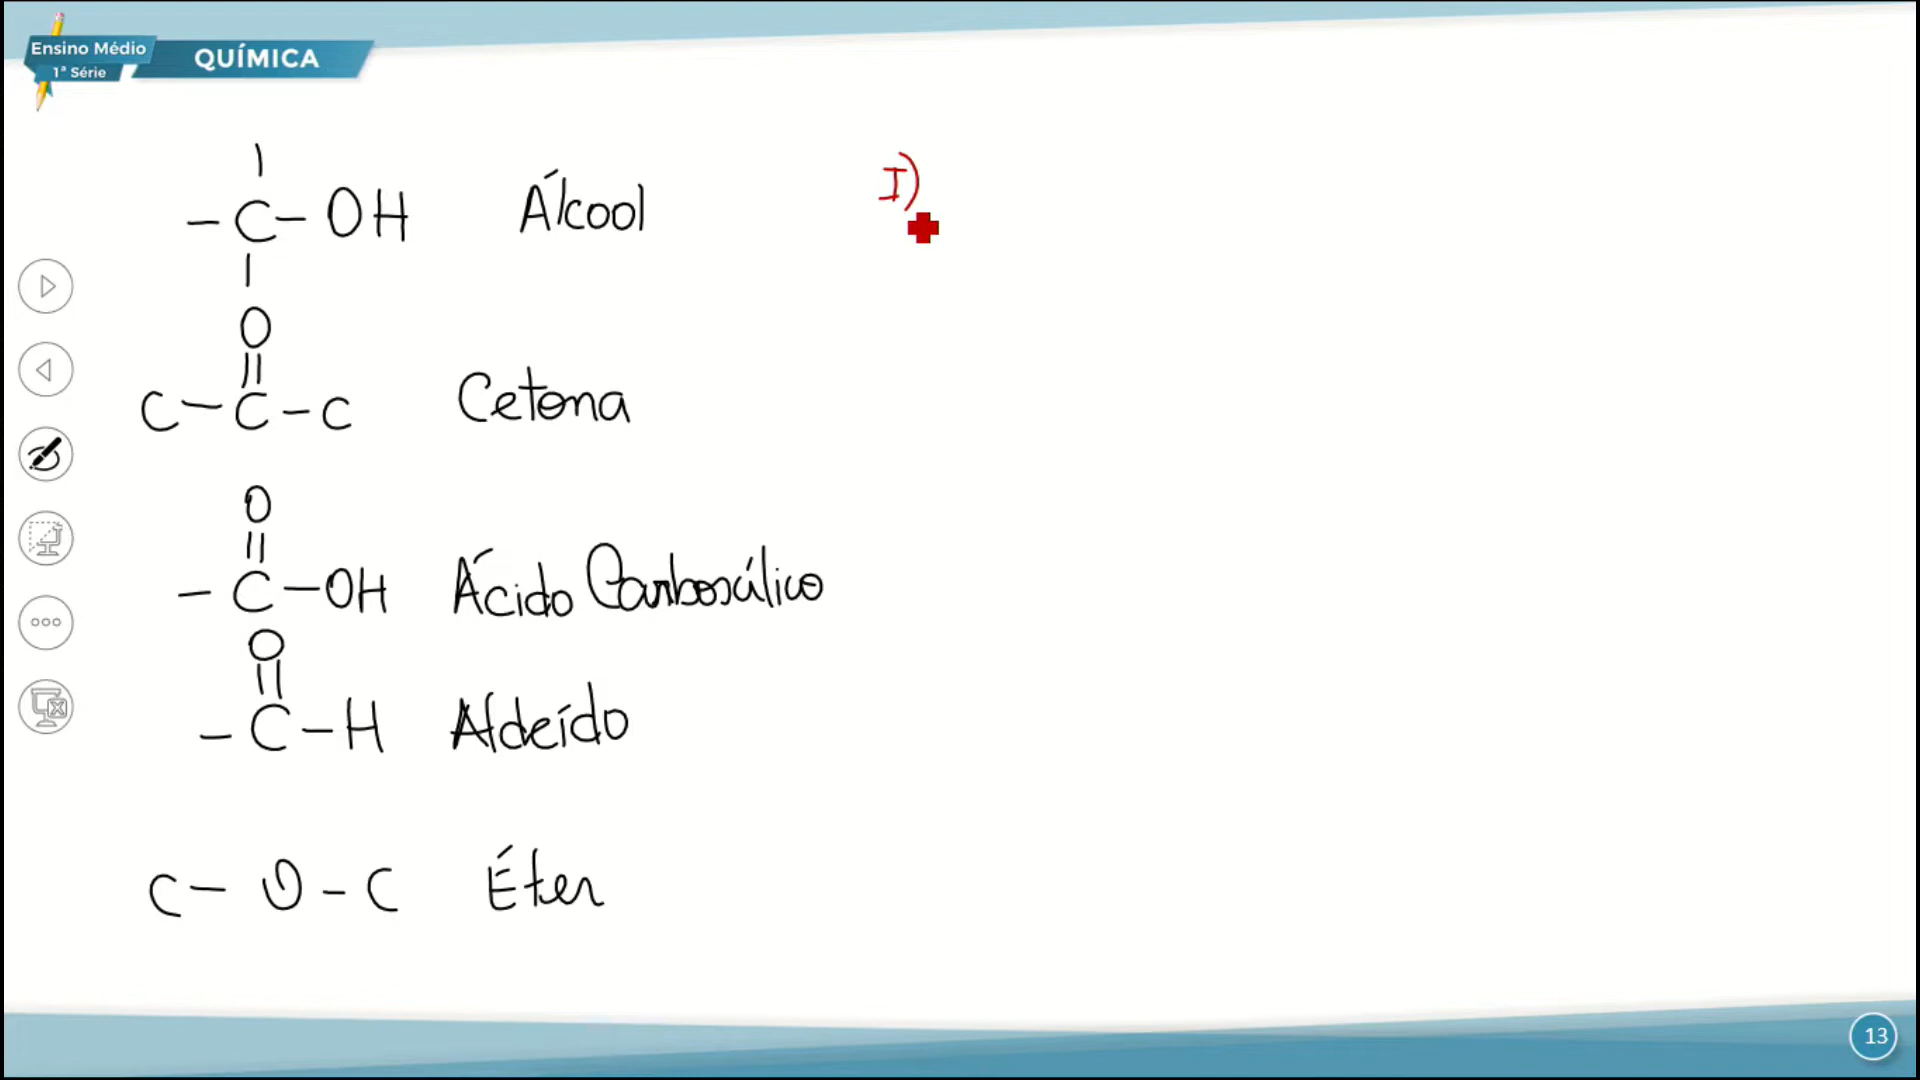 Ensino Médio
1ª Série
QUÍMICA
|
– C – OH Álcool
|
I)
O
||
C – C – C Cetona
O
||
– C – OH Ácido Carboxílico
O
||
– C – H Aldeído
C – O – C Éter
13